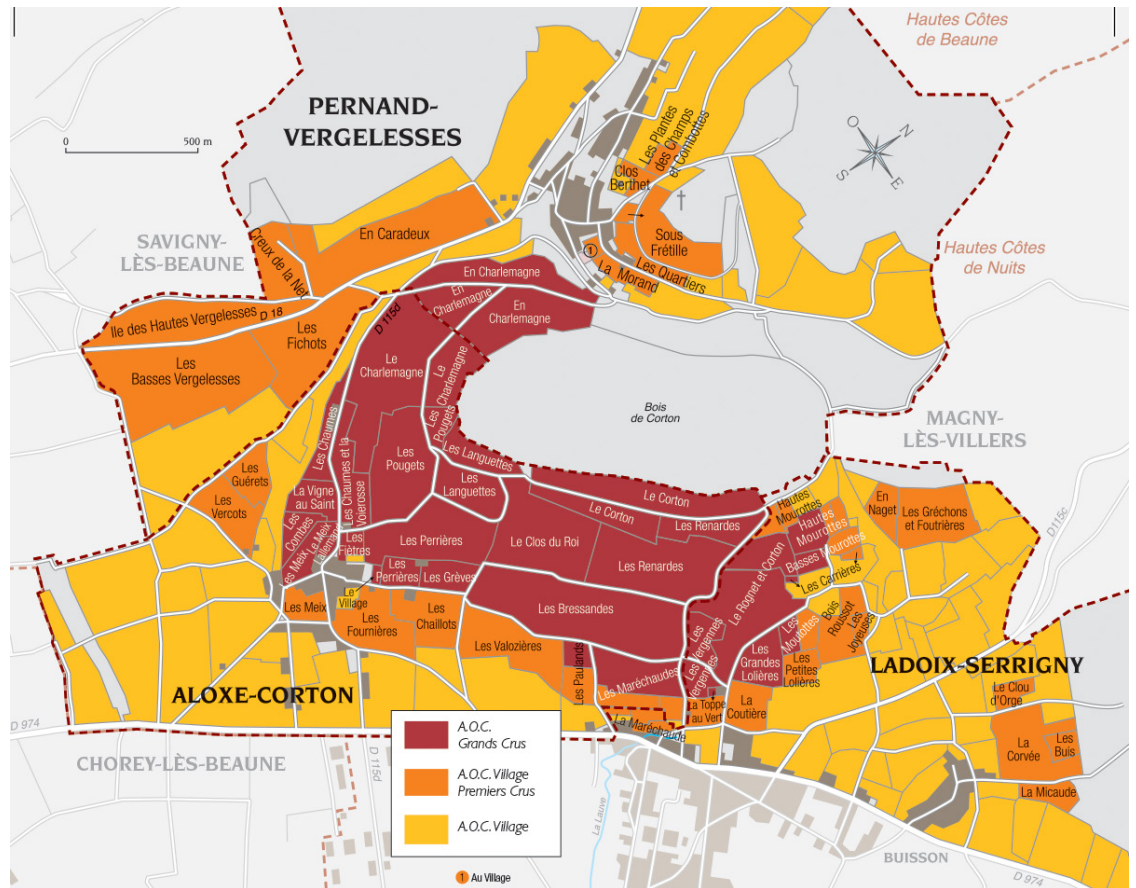 Hautes Côtes
de Beaune
PERNAND-
VERGELESSES
0
500 m
Les Plantes
des Champs
et Combottes
Clos
Berthet
N
O
E
S
SAVIGNY-
LÈS-BEAUNE
Creux de la Net
En Caradeux
Sous
Frétille
1
La Morand
Les Quartiers
Hautes Côtes
de Nuits
En Charlemagne
En
Charlemagne
En
Charlemagne
Ile des Hautes Vergelesses
D 18
D 115d
Les
Fichots
Les
Basses Vergelesses
Le
Charlemagne
Le
Charlemagne
Les
Pougets
Bois
de Corton
MAGNY-
LÈS-VILLERS
Les Chaumes
Les Chaumes et la
Voierosse
Les
Pougets
Les Languettes
Les
Languettes
Le Corton
Le Corton
Les Renardes
Les
Guérets
Les
Vercots
La Vigne
au Saint
Les
Combes
Le Meix
Lallemand
Les Meix
Les
Fiètres
Les Perrières
Le Clos du Roi
Les Renardes
Hautes
Mourottes
Hautes
Mourottes
Basses Mourottes
En
Naget
Les Gréchons
et Foutrières
D115c
Les
Perrières
Les Grèves
Les Bressandes
Le Rognet et Corton
Les Carrières
Le
Village
Les Meix
Les
Fournières
Les
Chaillots
Les Valozières
Les Paulands
Les Maréchaudes
Les
Vergennes
Les
Vergennes
Les
Moutottes
Bois
Roussot
Les
Joyeuses
Les
Grandes
Lolières
Les
Petites
Lolières
LADOIX-SERRIGNY
ALOXE-CORTON
La Toppe
au Vert
La
Coutière
Le Clou
d'Orge
La
Corvée
Les
Buis
La Micaude
La Maréchaude
D 974
CHOREY-LÈS-BEAUNE
D 115d
A.O.C.
Grands Crus
A.O.C. Village
Premiers Crus
A.O.C. Village
La Lauve
BUISSON
D 974
1 Au Village